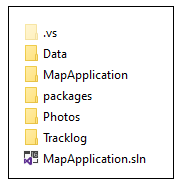 .vs
Data
MapApplication
packages
Photos
Tracklog
MapApplication.sln